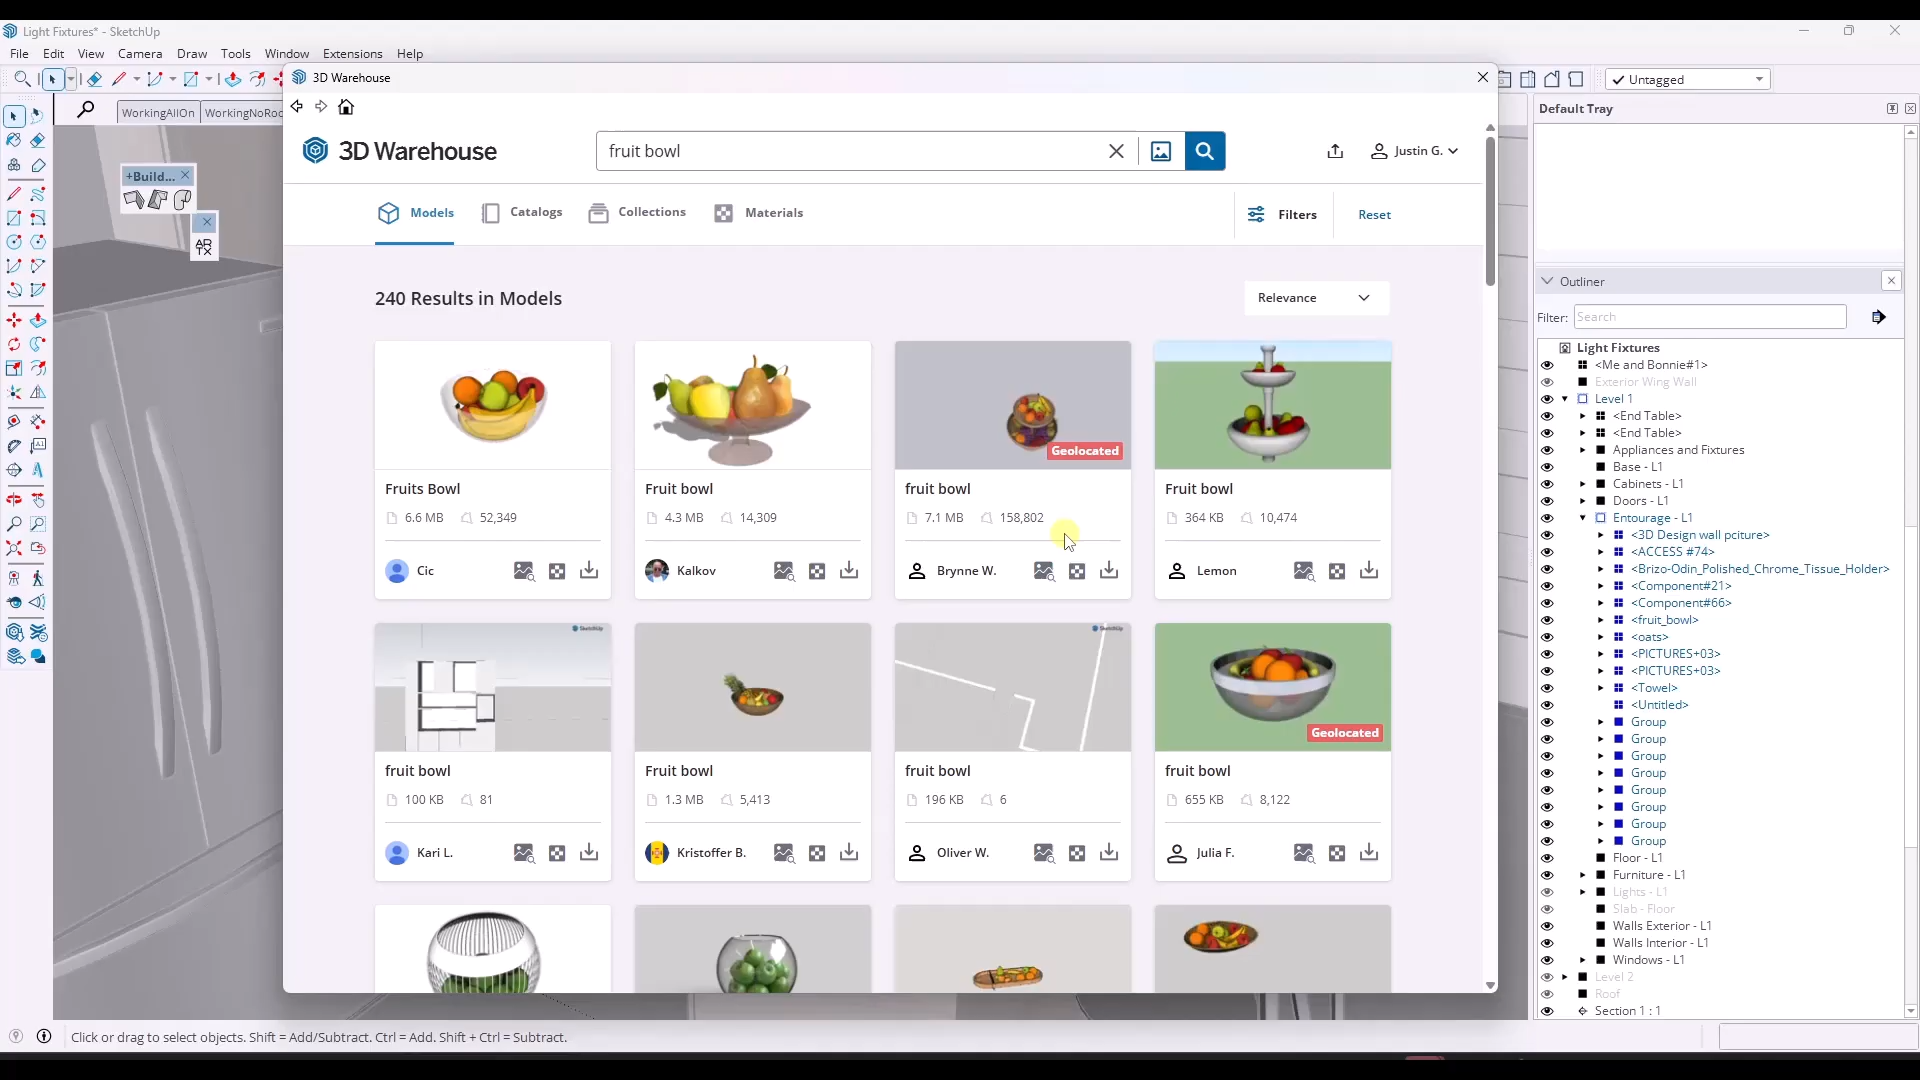 Light Fixtures* - SketchUp
File Edit View Camera Draw Tools Window Extensions Help
3D Warehouse
Untagged
WorkingAllOn WorkingNoRoo
+Build...
3D Warehouse
fruit bowl
Justin G.
Models Catalogs Collections Materials
Filters Reset
240 Results in Models
Relevance
Geolocated
Fruits Bowl
6.6 MB 52,349
Cic
Fruit bowl
4.3 MB 14,309
Kalkov
fruit bowl
7.1 MB 158,802
Brynne W.
Fruit bowl
364 KB 10,474
Lemon
SketchUp
fruit bowl
100 KB 81
Kari L.
Fruit bowl
1.3 MB 5,413
Kristoffer B.
SketchUp
fruit bowl
196 KB 6
Oliver W.
Geolocated
fruit bowl
655 KB 8,122
Julia F.
Default Tray
Outliner
Filter: Search
Light Fixtures
<Me and Bonnie#1>
Exterior Wing Wall
Level 1
<End Table>
<End Table>
Appliances and Fixtures
Base - L1
Cabinets - L1
Doors - L1
Entourage - L1
<3D Design wall pciture>
<ACCESS #74>
<Brizo-Odin_Polished_Chrome_Tissue_Holder>
<Component#21>
<Component#66>
<fruit_bowl>
<oats>
<PICTURES+03>
<PICTURES+03>
<Towel>
<Untitled>
Group
Group
Group
Group
Group
Group
Group
Group
Floor - L1
Furniture - L1
Lights - L1
Slab - Floor
Walls Exterior - L1
Walls Interior - L1
Windows - L1
Level 2
Roof
Section 1 : 1
Click or drag to select objects. Shift = Add/Subtract. Ctrl = Add. Shift + Ctrl = Subtract.